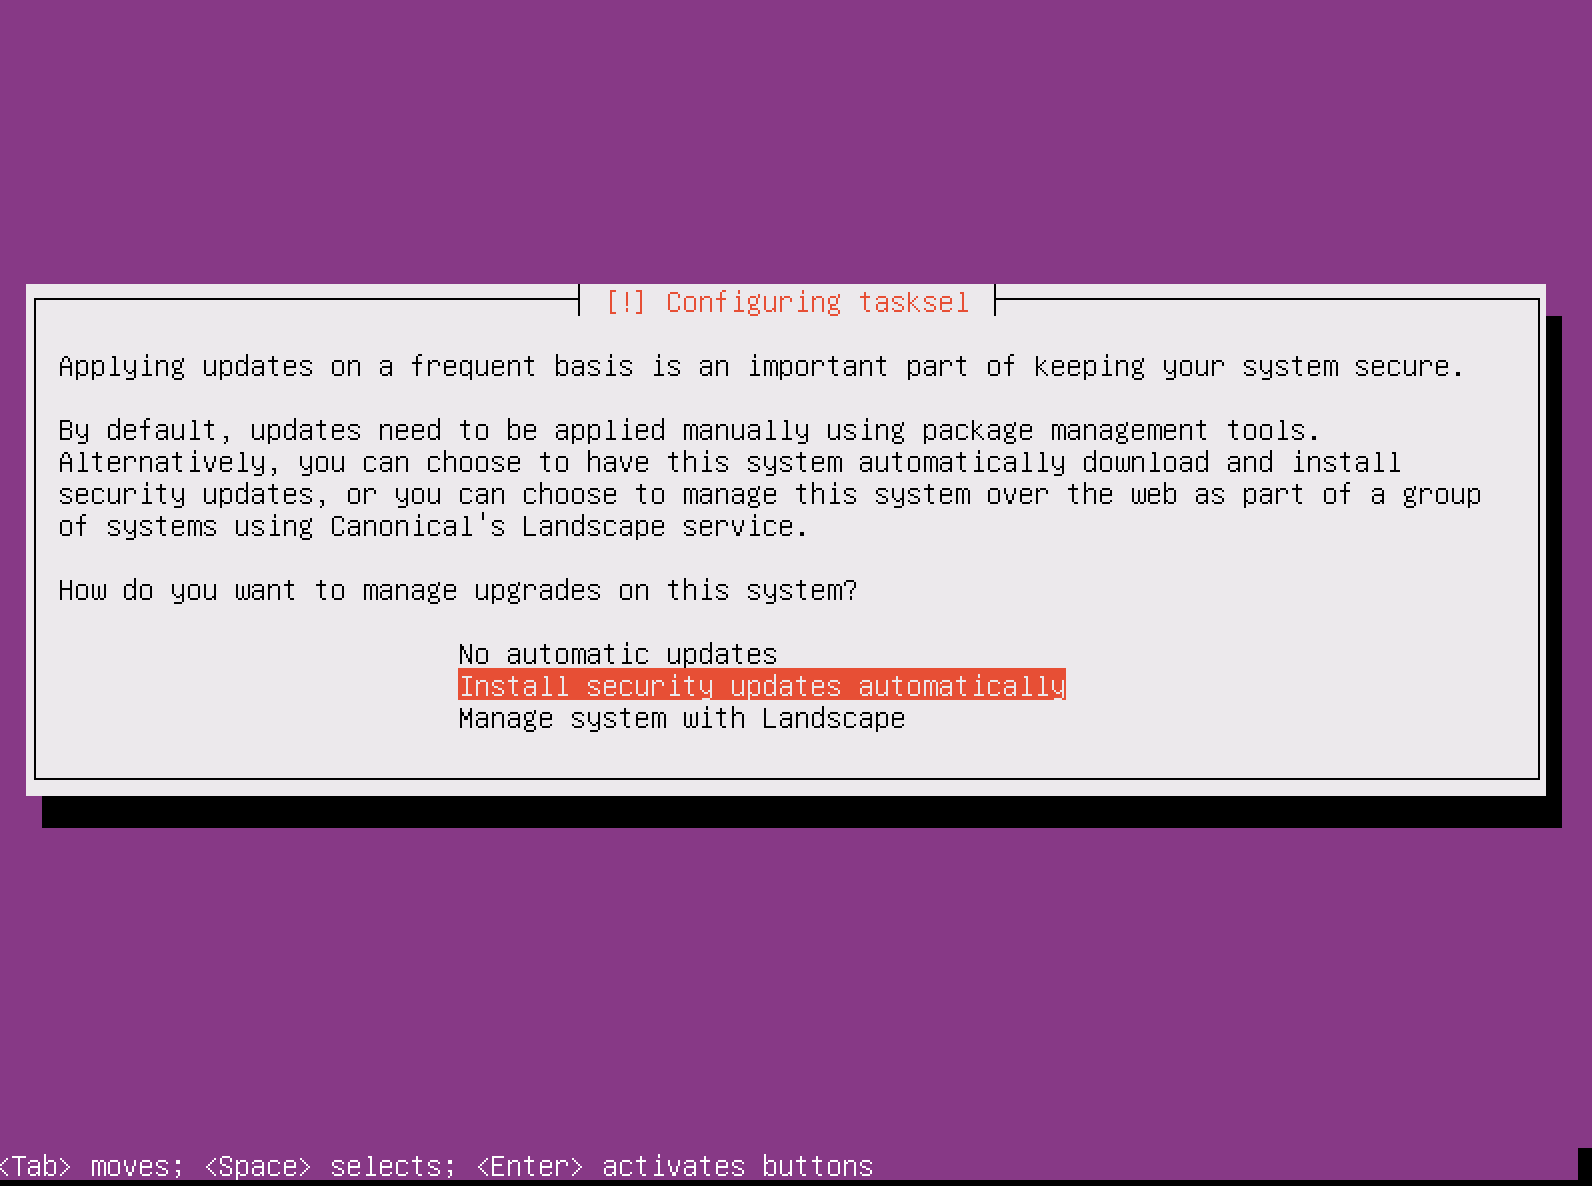 [!] Configuring tasksel
Applying updates on a frequent basis is an important part of keeping your system secure.
By default, updates need to be applied manually using package management tools.
Alternatively, you can choose to have this system automatically download and install
security updates, or you can choose to manage this system over the web as part of a group
of systems using Canonical's Landscape service.
How do you want to manage upgrades on this system?
No automatic updates
Install security updates automatically
Manage system with Landscape
<Tab> moves; <Space> selects; <Enter> activates buttons